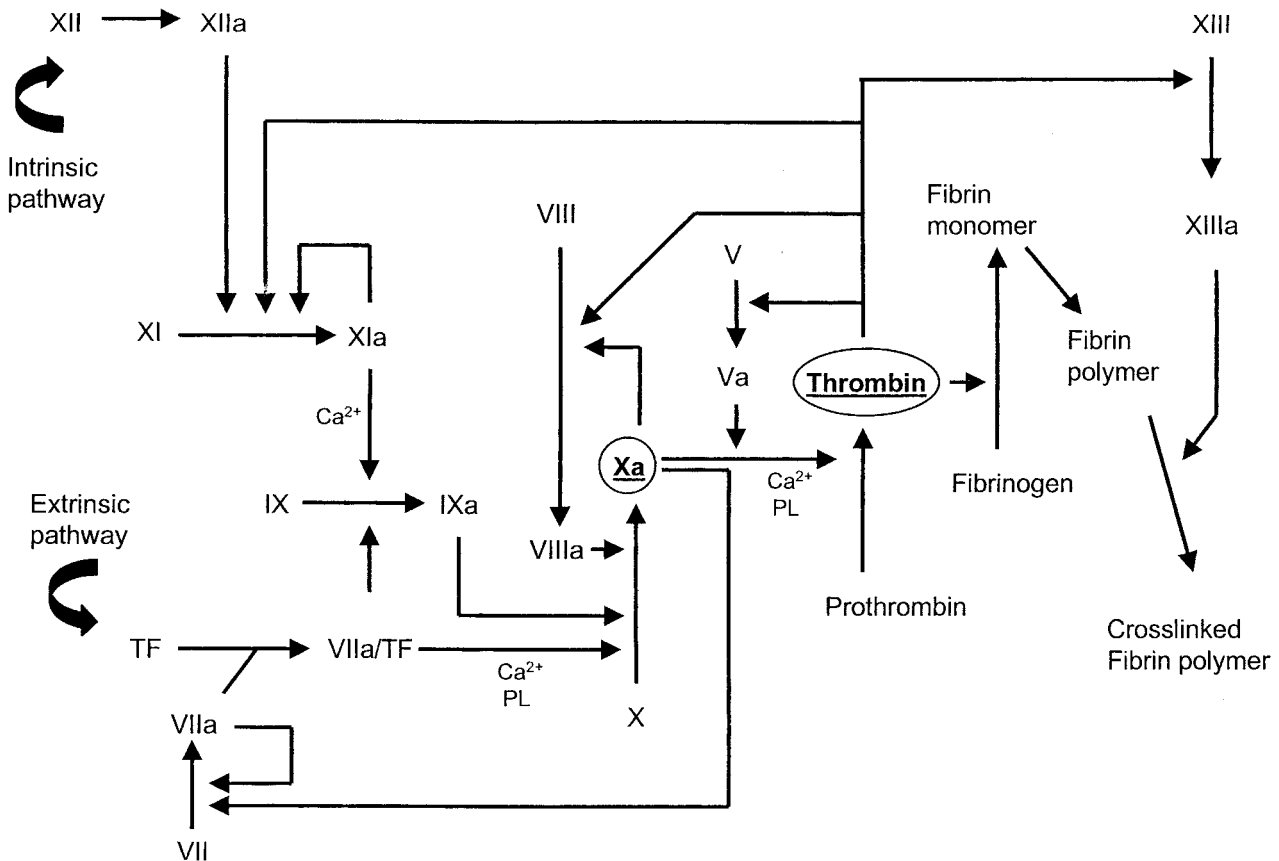 XII
XIIa
XIII
Intrinsic
pathway
VIII
V
Fibrin
monomer
XIIIa
XI
XIa
Va
Thrombin
Fibrin
polymer
Ca²⁺
Xa
Ca²⁺
PL
Fibrinogen
Extrinsic
pathway
IX
IXa
VIIIa
Prothrombin
TF
VIIa/TF
Ca²⁺
PL
X
Crosslinked
Fibrin polymer
VIIa
VII